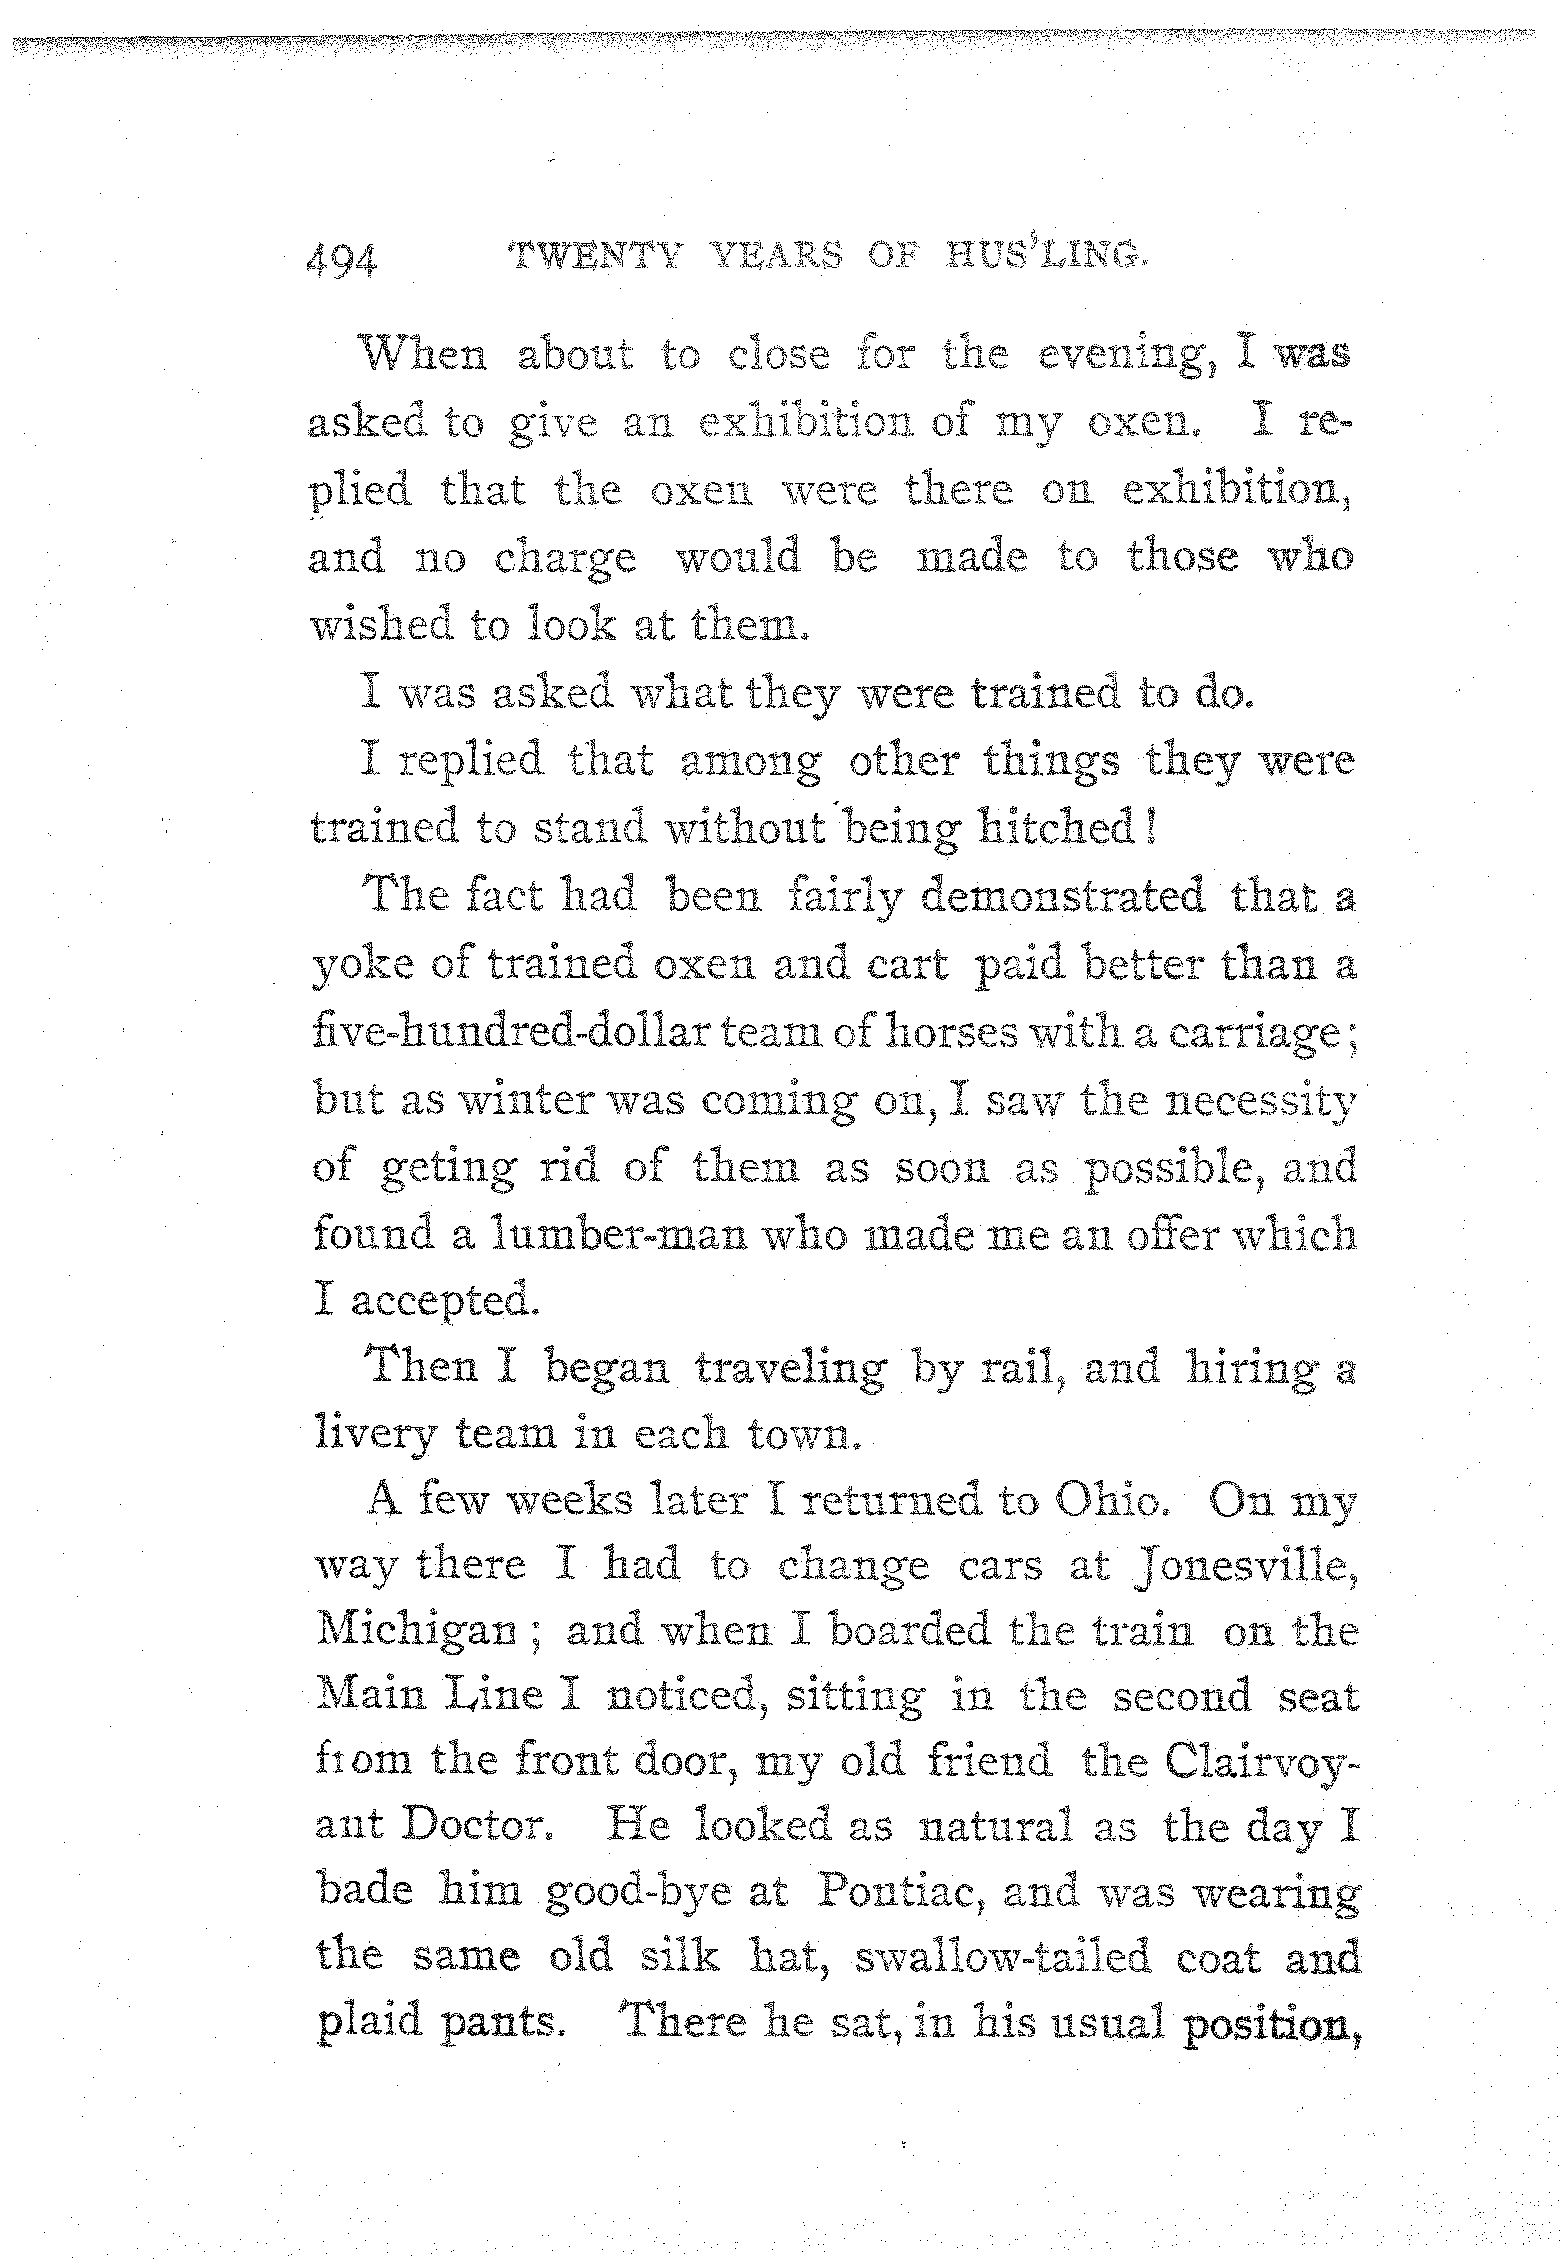 494 TWENTY YEARS OF HUS'LING.
When about to close for the evening, I was
asked to give an exhibition of my oxen. I re-
plied that the oxen were there on exhibition,
and no charge would be made to those who
wished to look at them.
I was asked what they were trained to do.
I replied that among other things they were
trained to stand without being hitched!
The fact had been fairly demonstrated that a
yoke of trained oxen and cart paid better than a
five-hundred-dollar team of horses with a carriage;
but as winter was coming on, I saw the necessity
of geting rid of them as soon as possible, and
found a lumber-man who made me an offer which
I accepted.
Then I began traveling by rail, and hiring a
livery team in each town.
A few weeks later I returned to Ohio. On my
way there I had to change cars at Jonesville,
Michigan; and when I boarded the train on the
Main Line I noticed, sitting in the second seat
from the front door, my old friend the Clairvoy-
ant Doctor. He looked as natural as the day I
bade him good-bye at Pontiac, and was wearing
the same old silk hat, swallow-tailed coat and
plaid pants. There he sat, in his usual position,